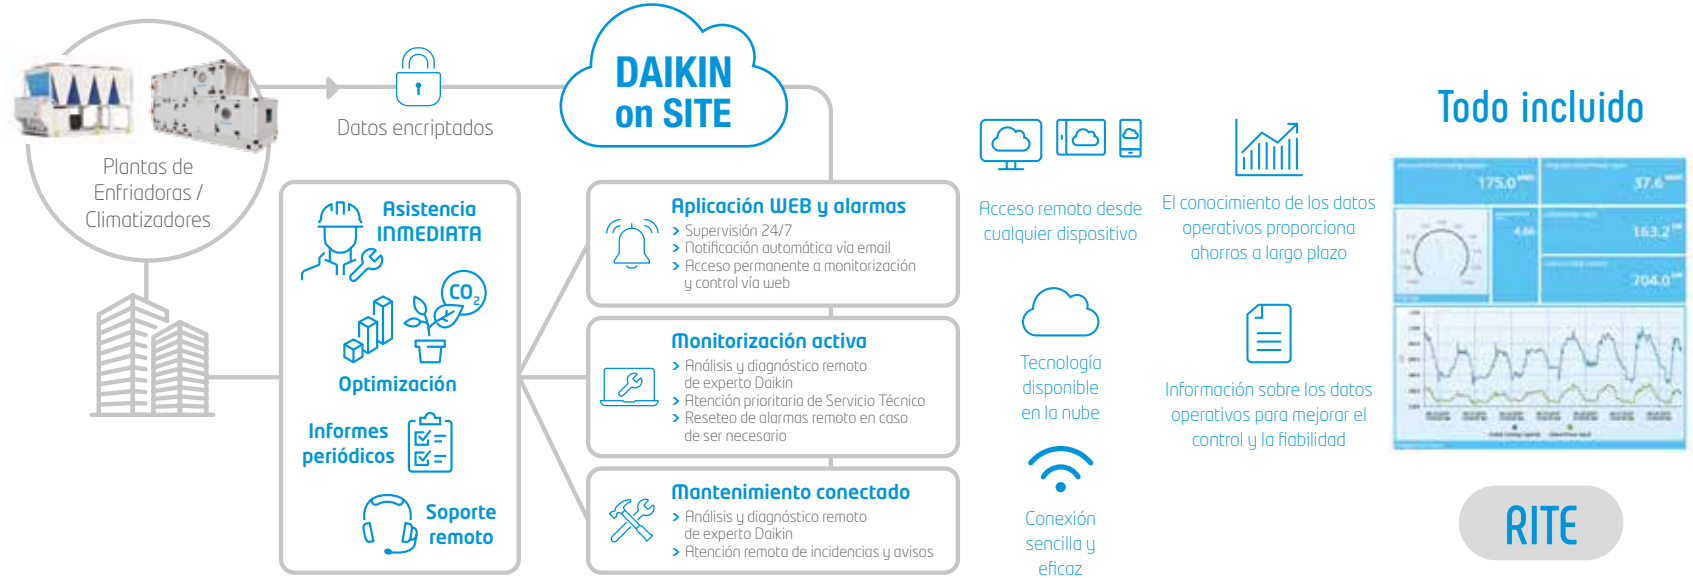 Plantas de
Enfriadoras /
Climatizadores
Datos encriptados
DAIKIN
on SITE
Asistencia
INMEDIATA
CO2
Optimización
Informes
periódicos
Soporte
remoto
Aplicación WEB y alarmas
> Supervisión 24/7
> Notificación automática vía email
> Acceso permanente a monitorización
y control vía web
Monitorización activa
> Análisis y diagnóstico remoto
de experto Daikin
> Atención prioritaria de Servicio Técnico
> Reseteo de alarmas remoto en caso
de ser necesario
Mantenimiento conectado
> Análisis y diagnóstico remoto
de experto Daikin
> Atención remota de incidencias y avisos
Acceso remoto desde
cualquier dispositivo
Tecnología
disponible
en la nube
Conexión
sencilla y
eficaz
El conocimiento de los datos
operativos proporciona
ahorros a largo plazo
Información sobre los datos
operativos para mejorar el
control y la fiabilidad
Todo incluido
175.0
37.6
4.66
163.2
704.0
RITE